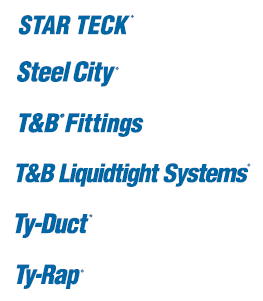 STAR TECK®
Steel City®
T&B® Fittings
T&B Liquidtight Systems®
Ty-Duct®
Ty-Rap®